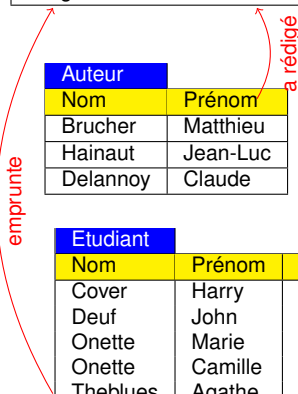 a rédigé
Auteur
Nom Prénom
Brucher Matthieu
Hainaut Jean-Luc
Delannoy Claude
emprunte
Etudiant
Nom Prénom
Cover Harry
Deuf John
Onette Marie
Onette Camille
Theblues Agathe